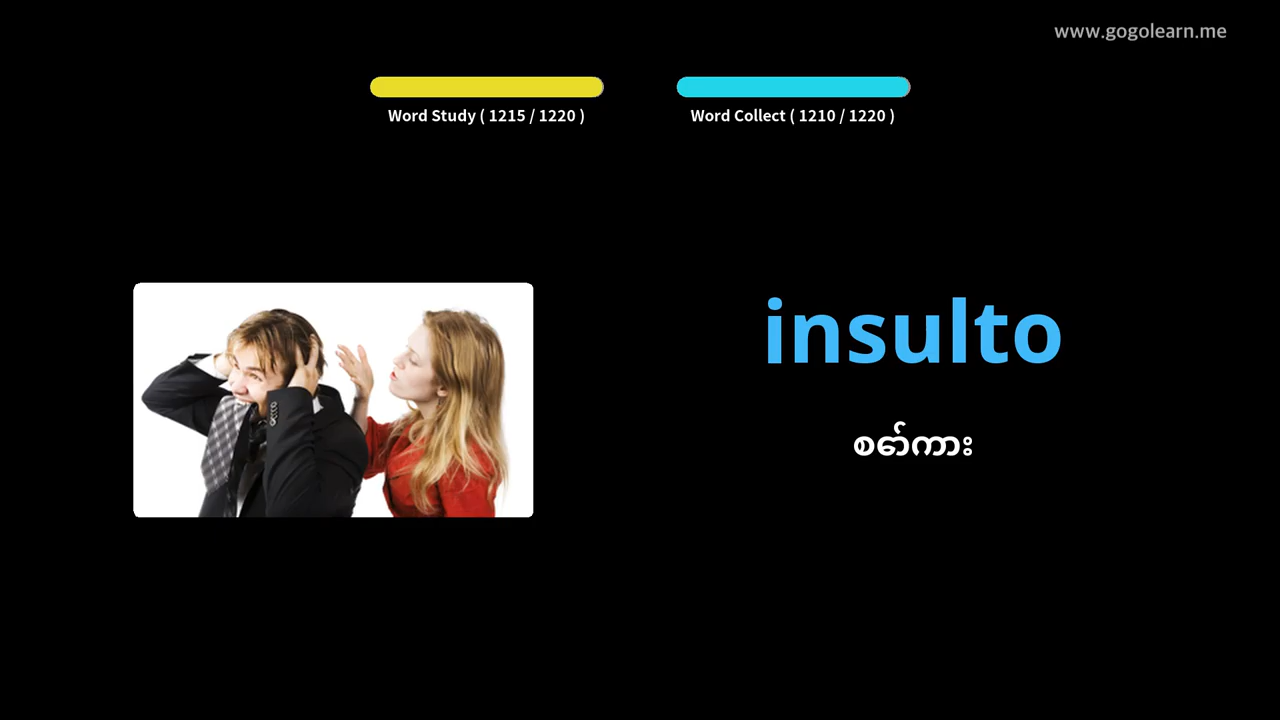 www.gogolearn.me
Word Study ( 1215 / 1220 )
Word Collect ( 1210 / 1220 )
insulto
စော်ကား